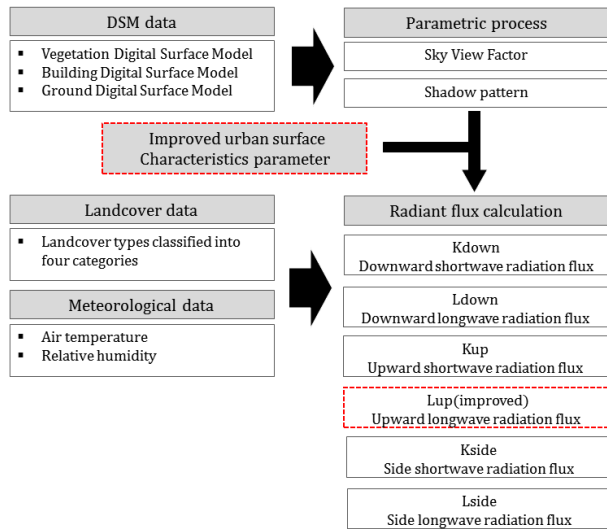 DSM data
▪ Vegetation Digital Surface Model
▪ Building Digital Surface Model
▪ Ground Digital Surface Model
Parametric process
Sky View Factor
Shadow pattern
Improved urban surface
Characteristics parameter
Landcover data
▪ Landcover types classified into
four categories
Meteorological data
▪ Air temperature
▪ Relative humidity
Radiant flux calculation
Kdown
Downward shortwave radiation flux
Ldown
Downward longwave radiation flux
Kup
Upward shortwave radiation flux
Lup(improved)
Upward longwave radiation flux
Kside
Side shortwave radiation flux
Lside
Side longwave radiation flux